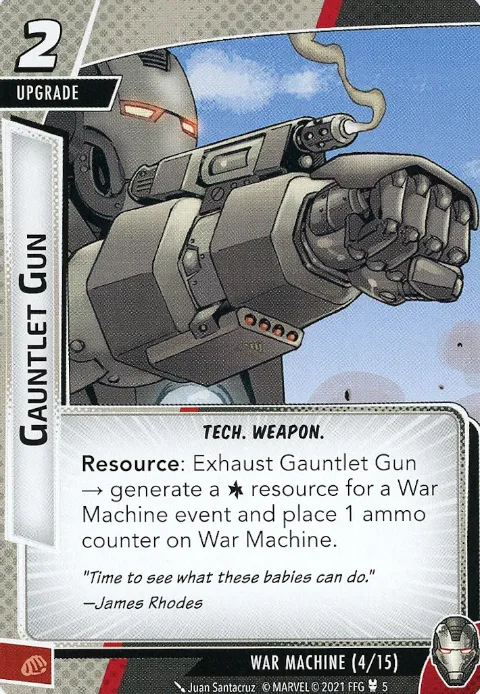 2
UPGRADE
GAUNTLET GUN
TECH. WEAPON.
Resource: Exhaust Gauntlet Gun
→ generate a resource for a War
Machine event and place 1 ammo
counter on War Machine.
"Time to see what these babies can do."
—James Rhodes
WAR MACHINE (4/15)
Juan Santacruz © MARVEL © 2021 FFG 5